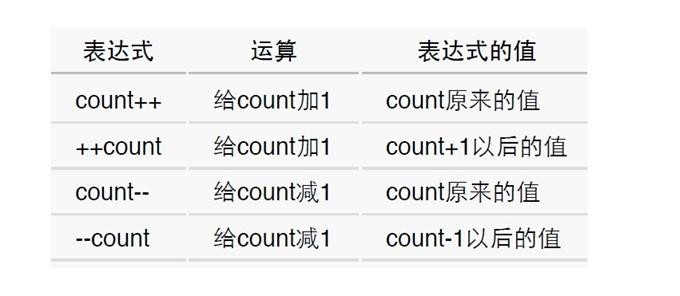 表达式 运算 表达式的值
count++ 给count加1 count原来的值
++count 给count加1 count+1以后的值
count-- 给count减1 count原来的值
--count 给count减1 count-1以后的值